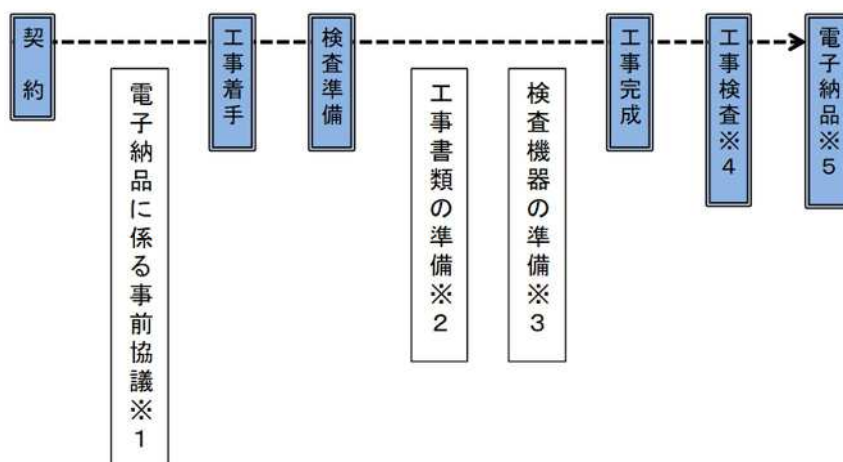 契約
電子納品に係る事前協議※1
工事着手
検査準備
工事書類の準備※2
検査機器の準備※3
工事完成
工事検査※4
電子納品※5